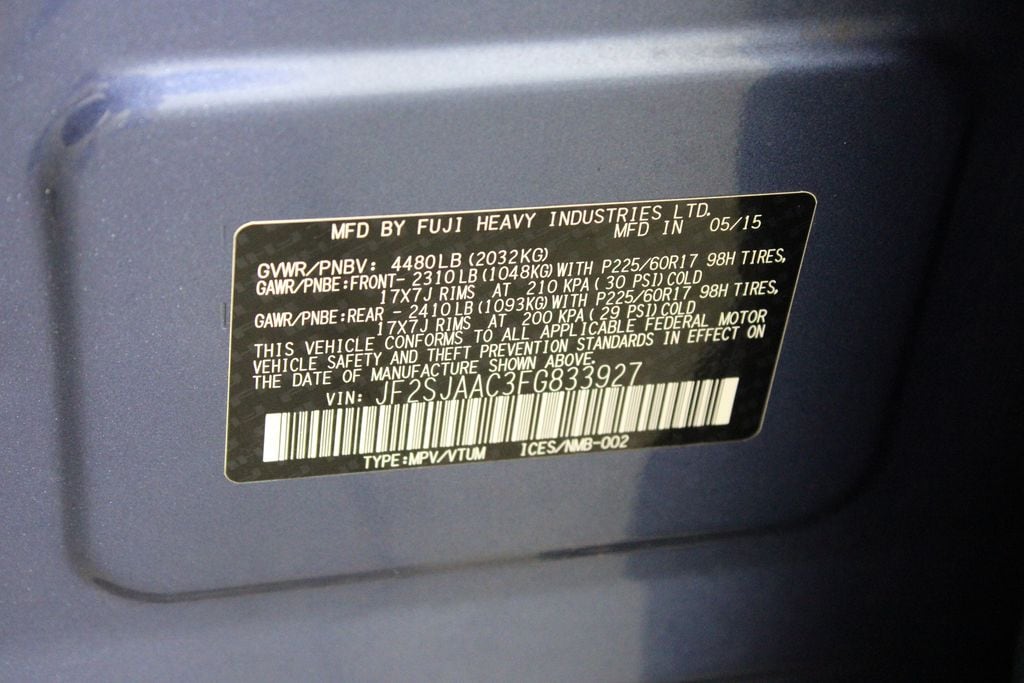 MFD BY FUJI HEAVY INDUSTRIES LTD.
MFD IN 05/15
GVWR/PNBV: 4480LB(2032KG)
GAWR/PNBE:FRONT- 2310LB(1048KG)WITH P225/60R17 98H TIRES,
17X7J RIMS AT 210 KPA(30 PSI)COLD
GAWR/PNBE:REAR - 2410LB(1093KG)WITH P225/60R17 98H TIRES,
17X7J RIMS AT 200 KPA(29 PSI)COLD
THIS VEHICLE CONFORMS TO ALL APPLICABLE FEDERAL MOTOR
VEHICLE SAFETY AND THEFT PREVENTION STANDARDS IN EFFECT ON
THE DATE OF MANUFACTURE SHOWN ABOVE.
VIN: JF2SJAAC3FG833927
TYPE:MPV/VTUM ICES/NMB-002